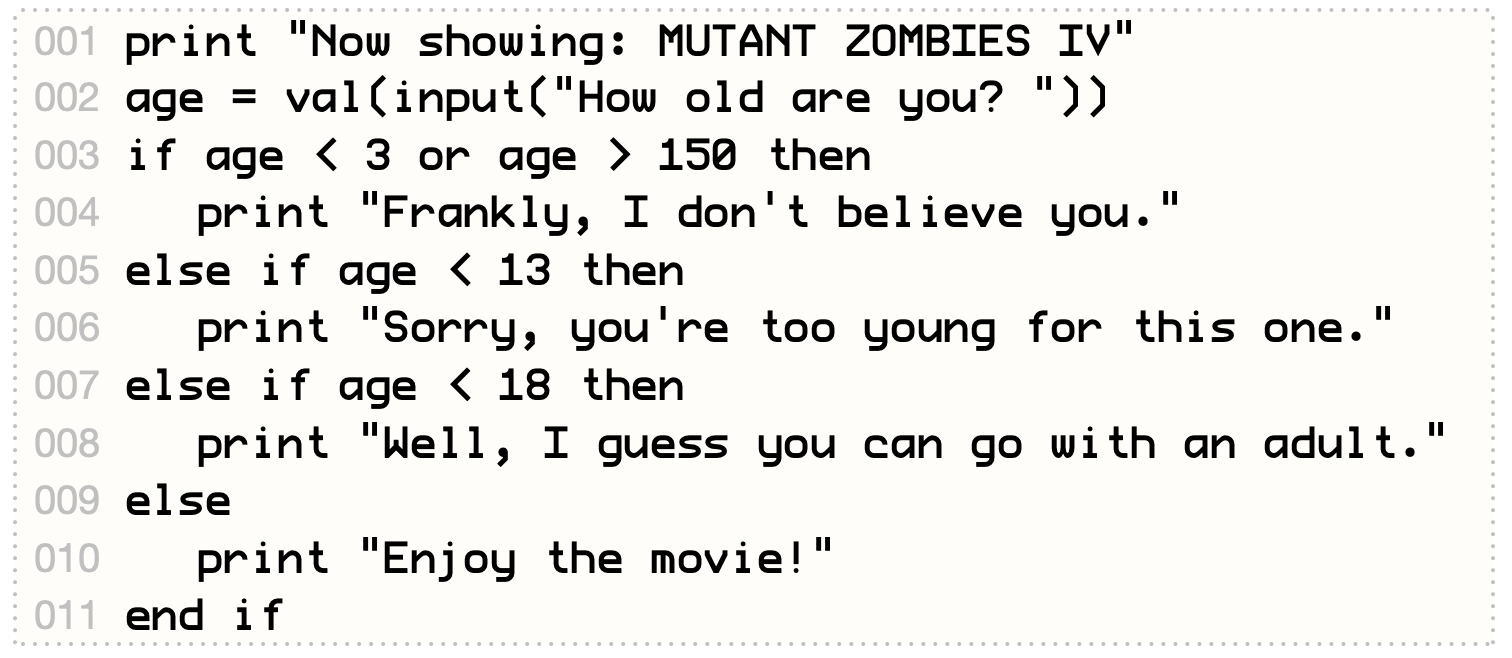 001 print "Now showing: MUTANT ZOMBIES IV"
002 age = val(input("How old are you? "))
003 if age < 3 or age > 150 then
004    print "Frankly, I don't believe you."
005 else if age < 13 then
006    print "Sorry, you're too young for this one."
007 else if age < 18 then
008    print "Well, I guess you can go with an adult."
009 else
010    print "Enjoy the movie!"
011 end if